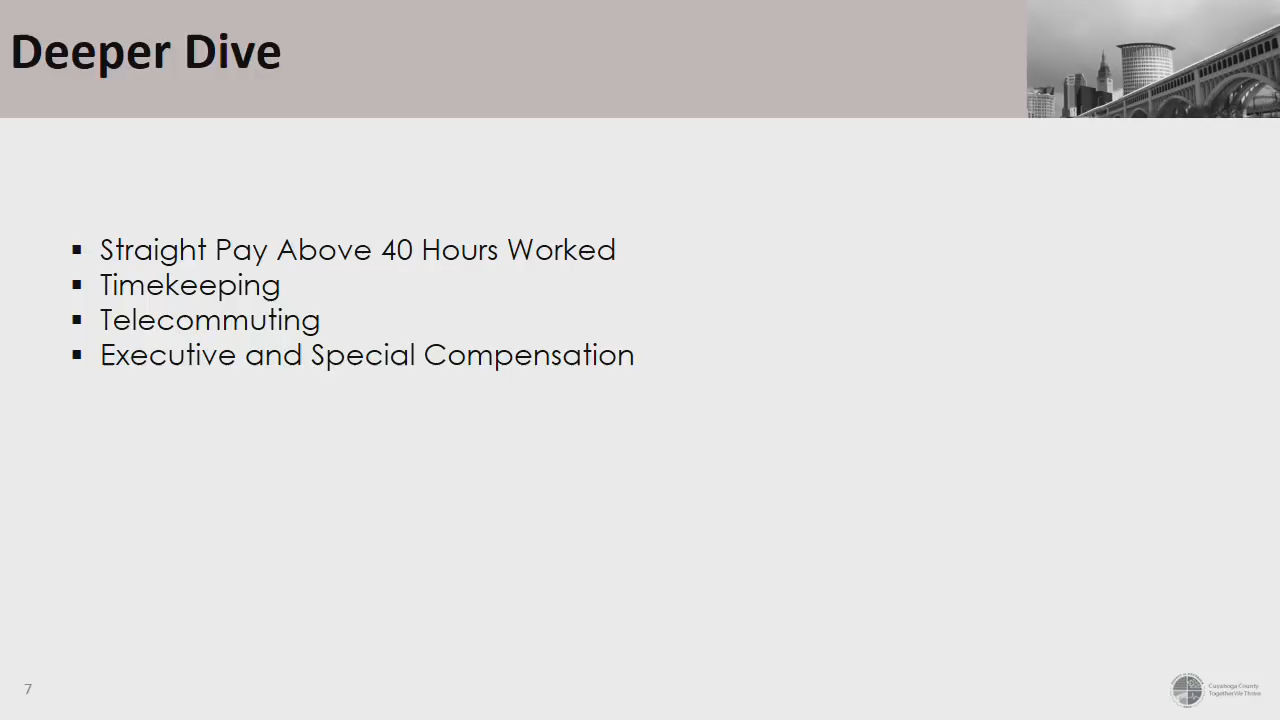 Deeper Dive
▪ Straight Pay Above 40 Hours Worked
▪ Timekeeping
▪ Telecommuting
▪ Executive and Special Compensation
7
Cuyahoga County
Together We Thrive